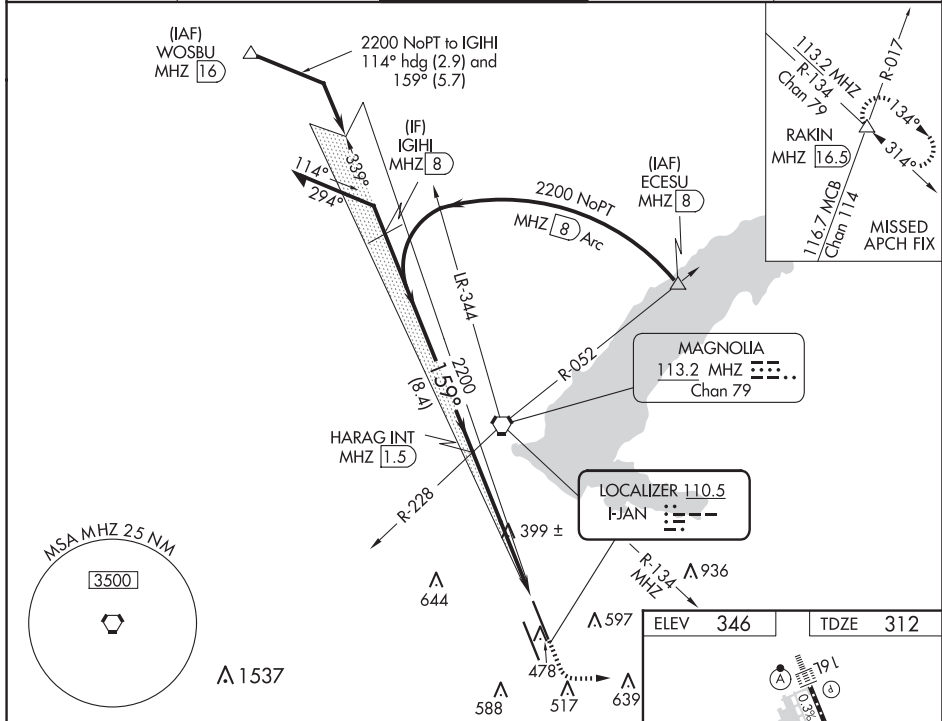 (IAF)
WOSBU
MHZ 16
2200 NoPT to IGIHI
114° hdg (2.9) and
159° (5.7)
(IF)
IGIHI
MHZ 8
339°
114°
294°
(IAF)
ECESU
MHZ 8
2200 NoPT
MHZ 8 Arc
LR-344
R-052
2200
159°
(8.4)
HARAG INT
MHZ 1.5
R-228
MAGNOLIA
113.2 MHZ
Chan 79
LOCALIZER 110.5
I-JAN
R-134
MHZ
399 ±
936
644
597
478
588
517
639
MSA MHZ 25 NM
3500
1537
113.2 MHZ
R-134
Chan 79
R-017
134°
314°
RAKIN
MHZ 16.5
116.7 MCB
Chan 114
MISSED
APCH FIX
ELEV 346
TDZE 312
A
16L
P
0.3%